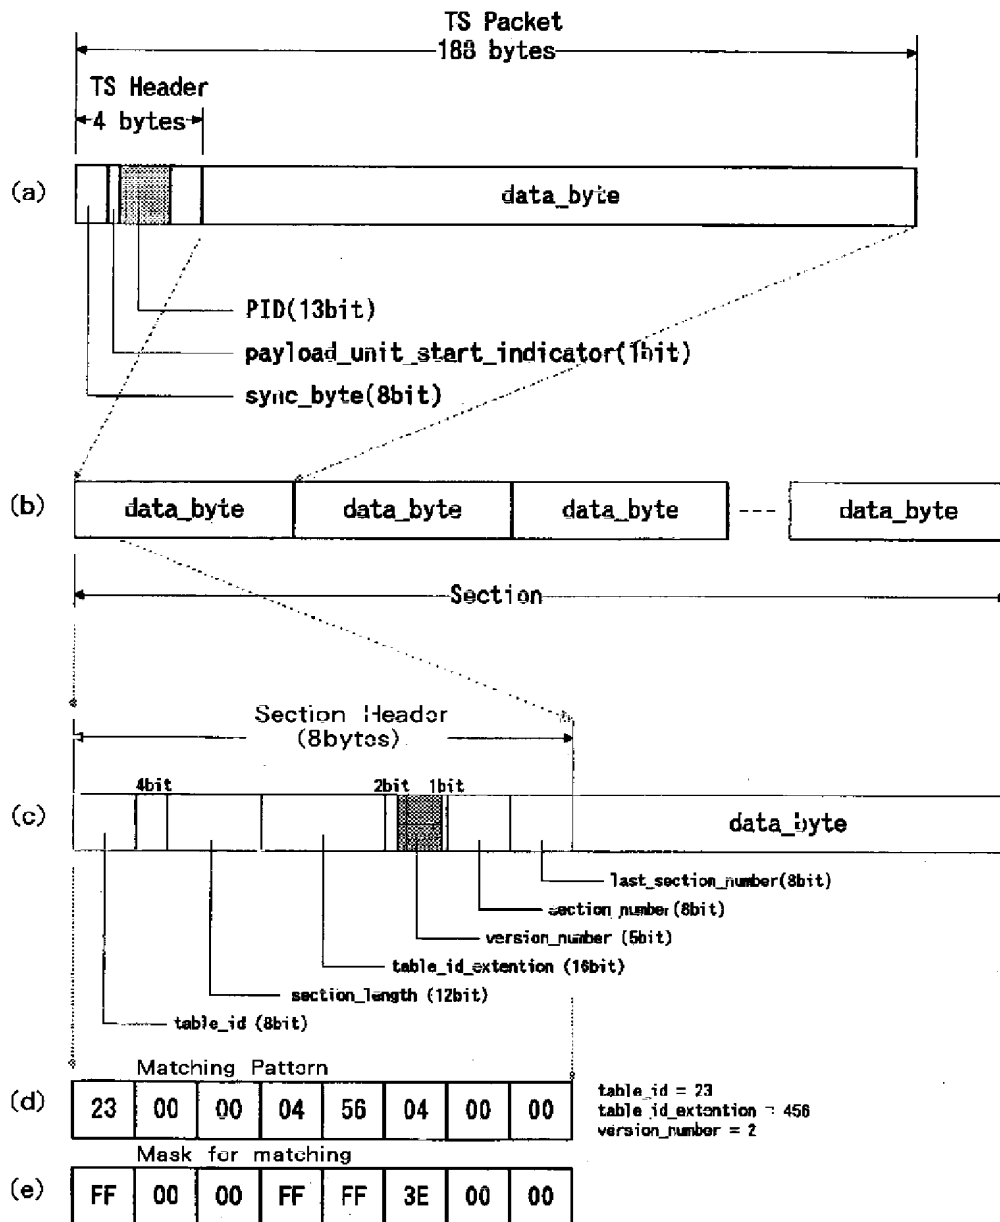 TS Packet
188 bytes
TS Header
4 bytes
(a)
data_byte
PID(13bit)
payload_unit_start_indicator(1bit)
sync_byte(8bit)
(b)
data_byte
data_byte
data_byte
data_byte
Section
Section Header
(8bytes)
4bit
2bit
1bit
(c)
data_byte
last_section_number(8bit)
section_number(8bit)
version_number (5bit)
table_id_extention (16bit)
section_length (12bit)
table_id (8bit)
Matching Pattern
(d)
23 00 00 04 56 04 00 00
table_id = 23
table_id_extention = 456
version_number = 2
Mask for matching
(e)
FF 00 00 FF FF 3E 00 00